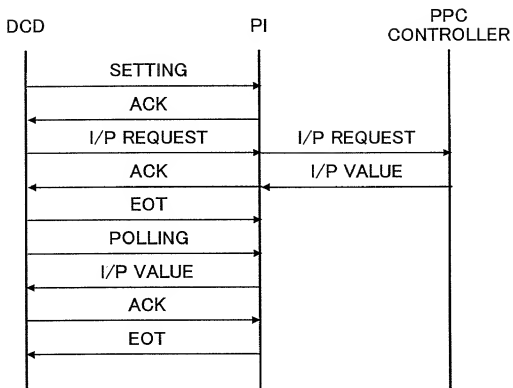 DCD
PI
PPC
CONTROLLER
SETTING
ACK
I/P REQUEST
I/P REQUEST
ACK
I/P VALUE
EOT
POLLING
I/P VALUE
ACK
EOT